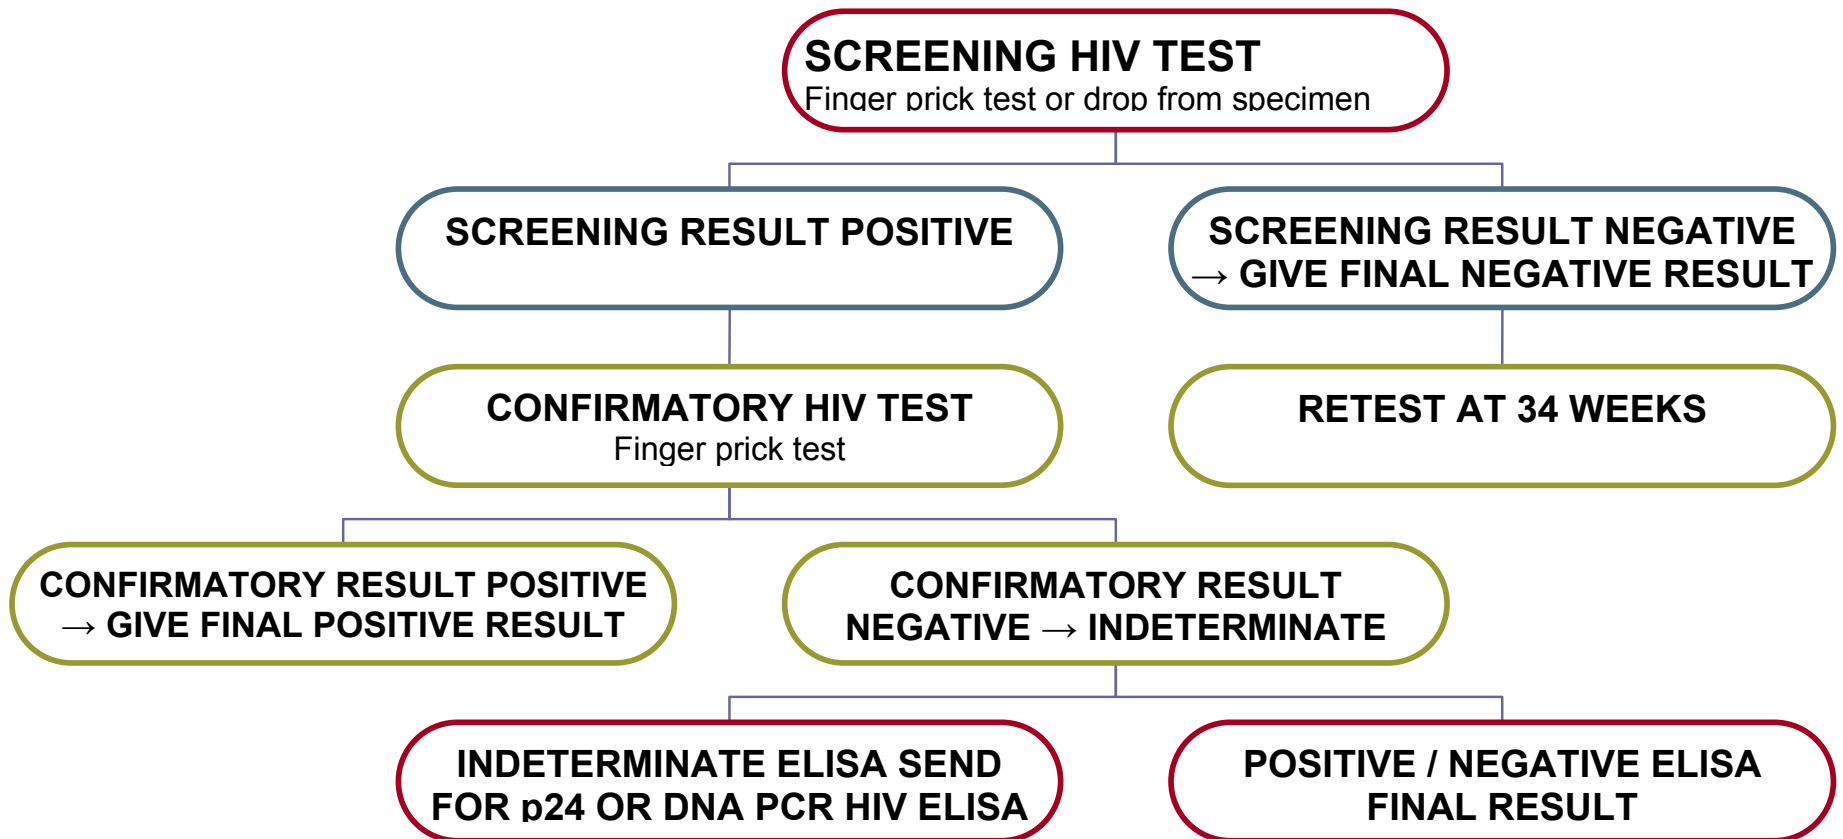 SCREENING HIV TEST
Finger prick test or drop from specimen
SCREENING RESULT POSITIVE
SCREENING RESULT NEGATIVE
→ GIVE FINAL NEGATIVE RESULT
CONFIRMATORY HIV TEST
Finger prick test
RETEST AT 34 WEEKS
CONFIRMATORY RESULT POSITIVE
→ GIVE FINAL POSITIVE RESULT
CONFIRMATORY RESULT
NEGATIVE → INDETERMINATE
INDETERMINATE ELISA SEND
FOR p24 OR DNA PCR HIV ELISA
POSITIVE / NEGATIVE ELISA
FINAL RESULT